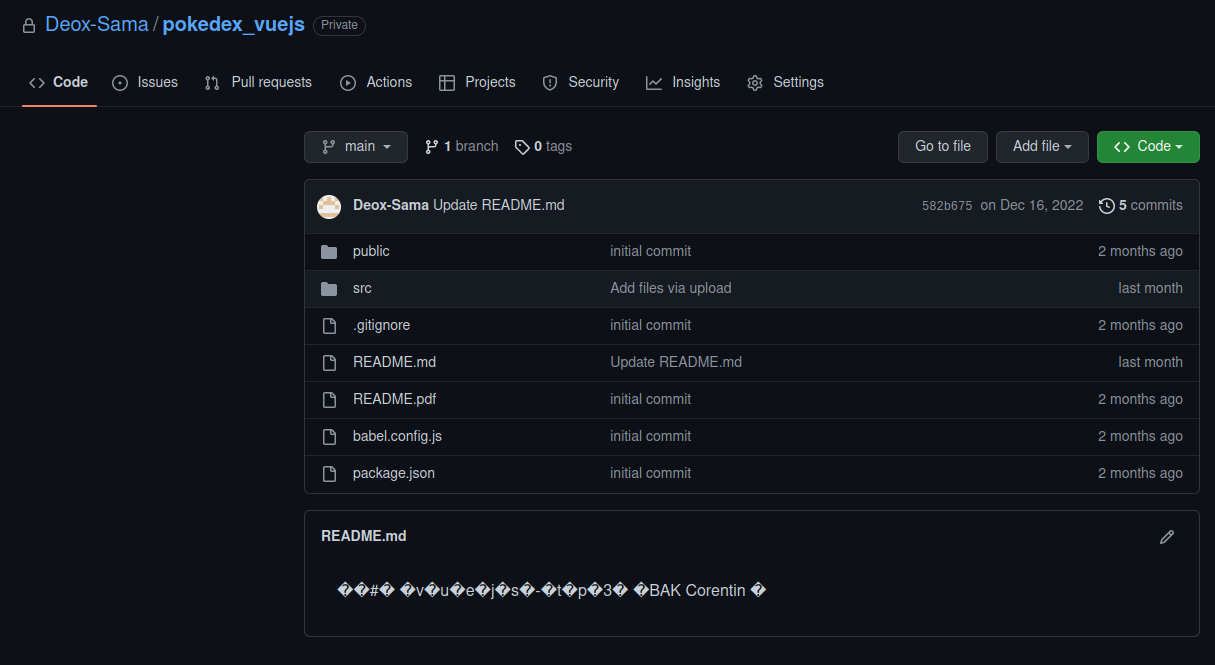 Deox-Sama / pokedex_vuejs Private
Code Issues Pull requests Actions Projects Security Insights Settings
main 1 branch 0 tags Go to file Add file Code
Deox-Sama Update README.md 582b675 on Dec 16, 2022 5 commits
public initial commit 2 months ago
src Add files via upload last month
.gitignore initial commit 2 months ago
README.md Update README.md last month
README.pdf initial commit 2 months ago
babel.config.js initial commit 2 months ago
package.json initial commit 2 months ago
README.md
��#� �v�u�e�j�s�-�t�p�3� �BAK Corentin �